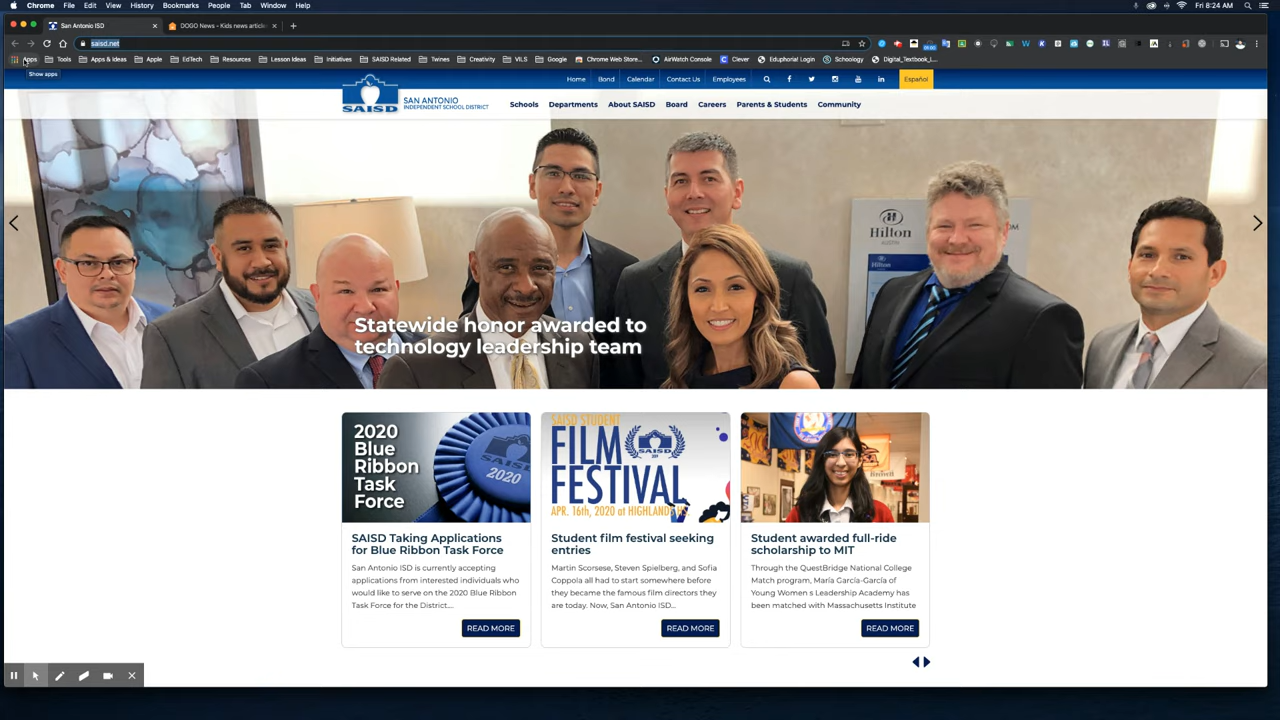 Chrome File Edit View History Bookmarks People Tab Window Help
Fri 8:24 AM
San Antonio ISD
DOGO News - Kids news article
saisd.net
Apps Tools Apps & Ideas Apple EdTech Resources Lesson Ideas Initiatives SAISD Related Twines Creativity VILS Google Chrome Web Store... AirWatch Console Clever Eduphorial Login Schoology Digital_Textbook_L...
Show apps
Home Bond Calendar Contact Us Employees Español
SAISD
SAN ANTONIO
INDEPENDENT SCHOOL DISTRICT
Schools Departments About SAISD Board Careers Parents & Students Community
Hilton
Statewide honor awarded to
technology leadership team
2020
Blue
Ribbon
Task
Force
SAISD
2020
SAISD Taking Applications
for Blue Ribbon Task Force
San Antonio ISD is currently accepting
applications from interested individuals who
would like to serve on the 2020 Blue Ribbon
Task Force for the District....
READ MORE
SAISD STUDENT
FILM
FESTIVAL
SAISD
APR. 16th, 2020 at HIGHLAND HS.
Student film festival seeking
entries
Martin Scorsese, Steven Spielberg, and Sofia
Coppola all had to start somewhere before
they became the famous film directors they
are today. Now, San Antonio ISD...
READ MORE
Student awarded full-ride
scholarship to MIT
Through the QuestBridge National College
Match program, María García-García of
Young Women s Leadership Academy has
been matched with Massachusetts Institute
READ MORE